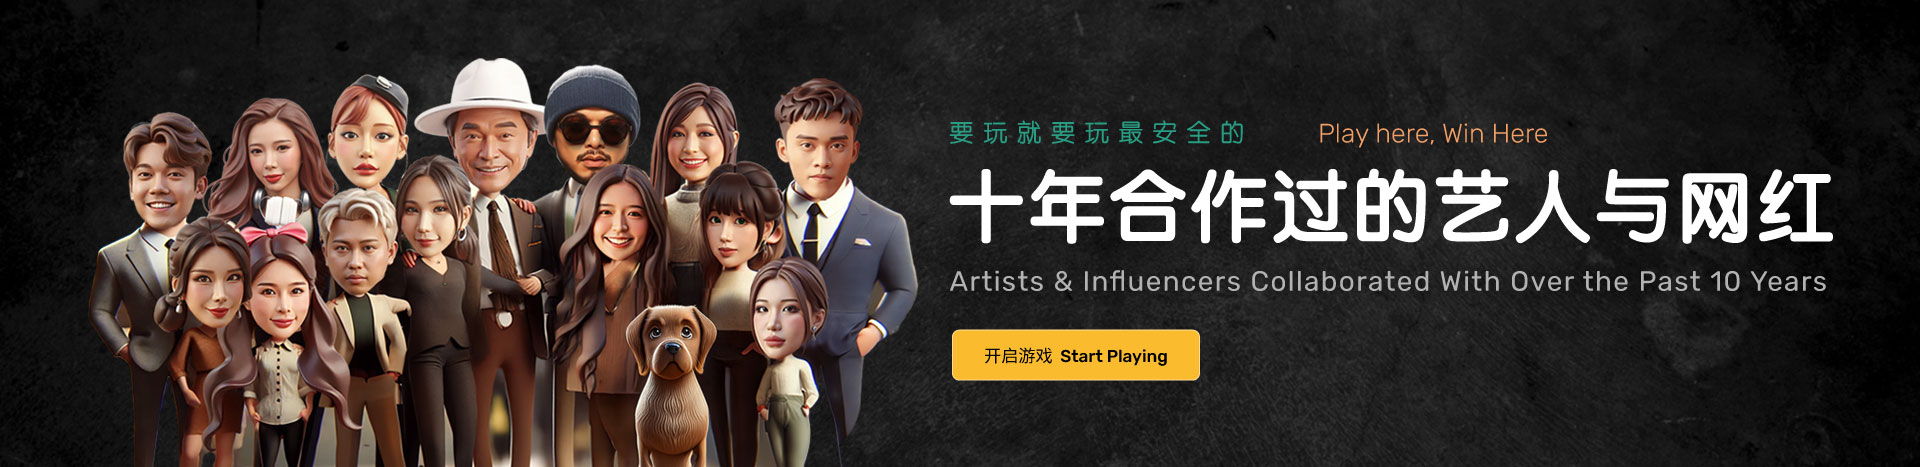 要玩就要玩最安全的 Play here, Win Here
十年合作过的艺人与网红
Artists & Influencers Collaborated With Over the Past 10 Years
开启游戏 Start Playing